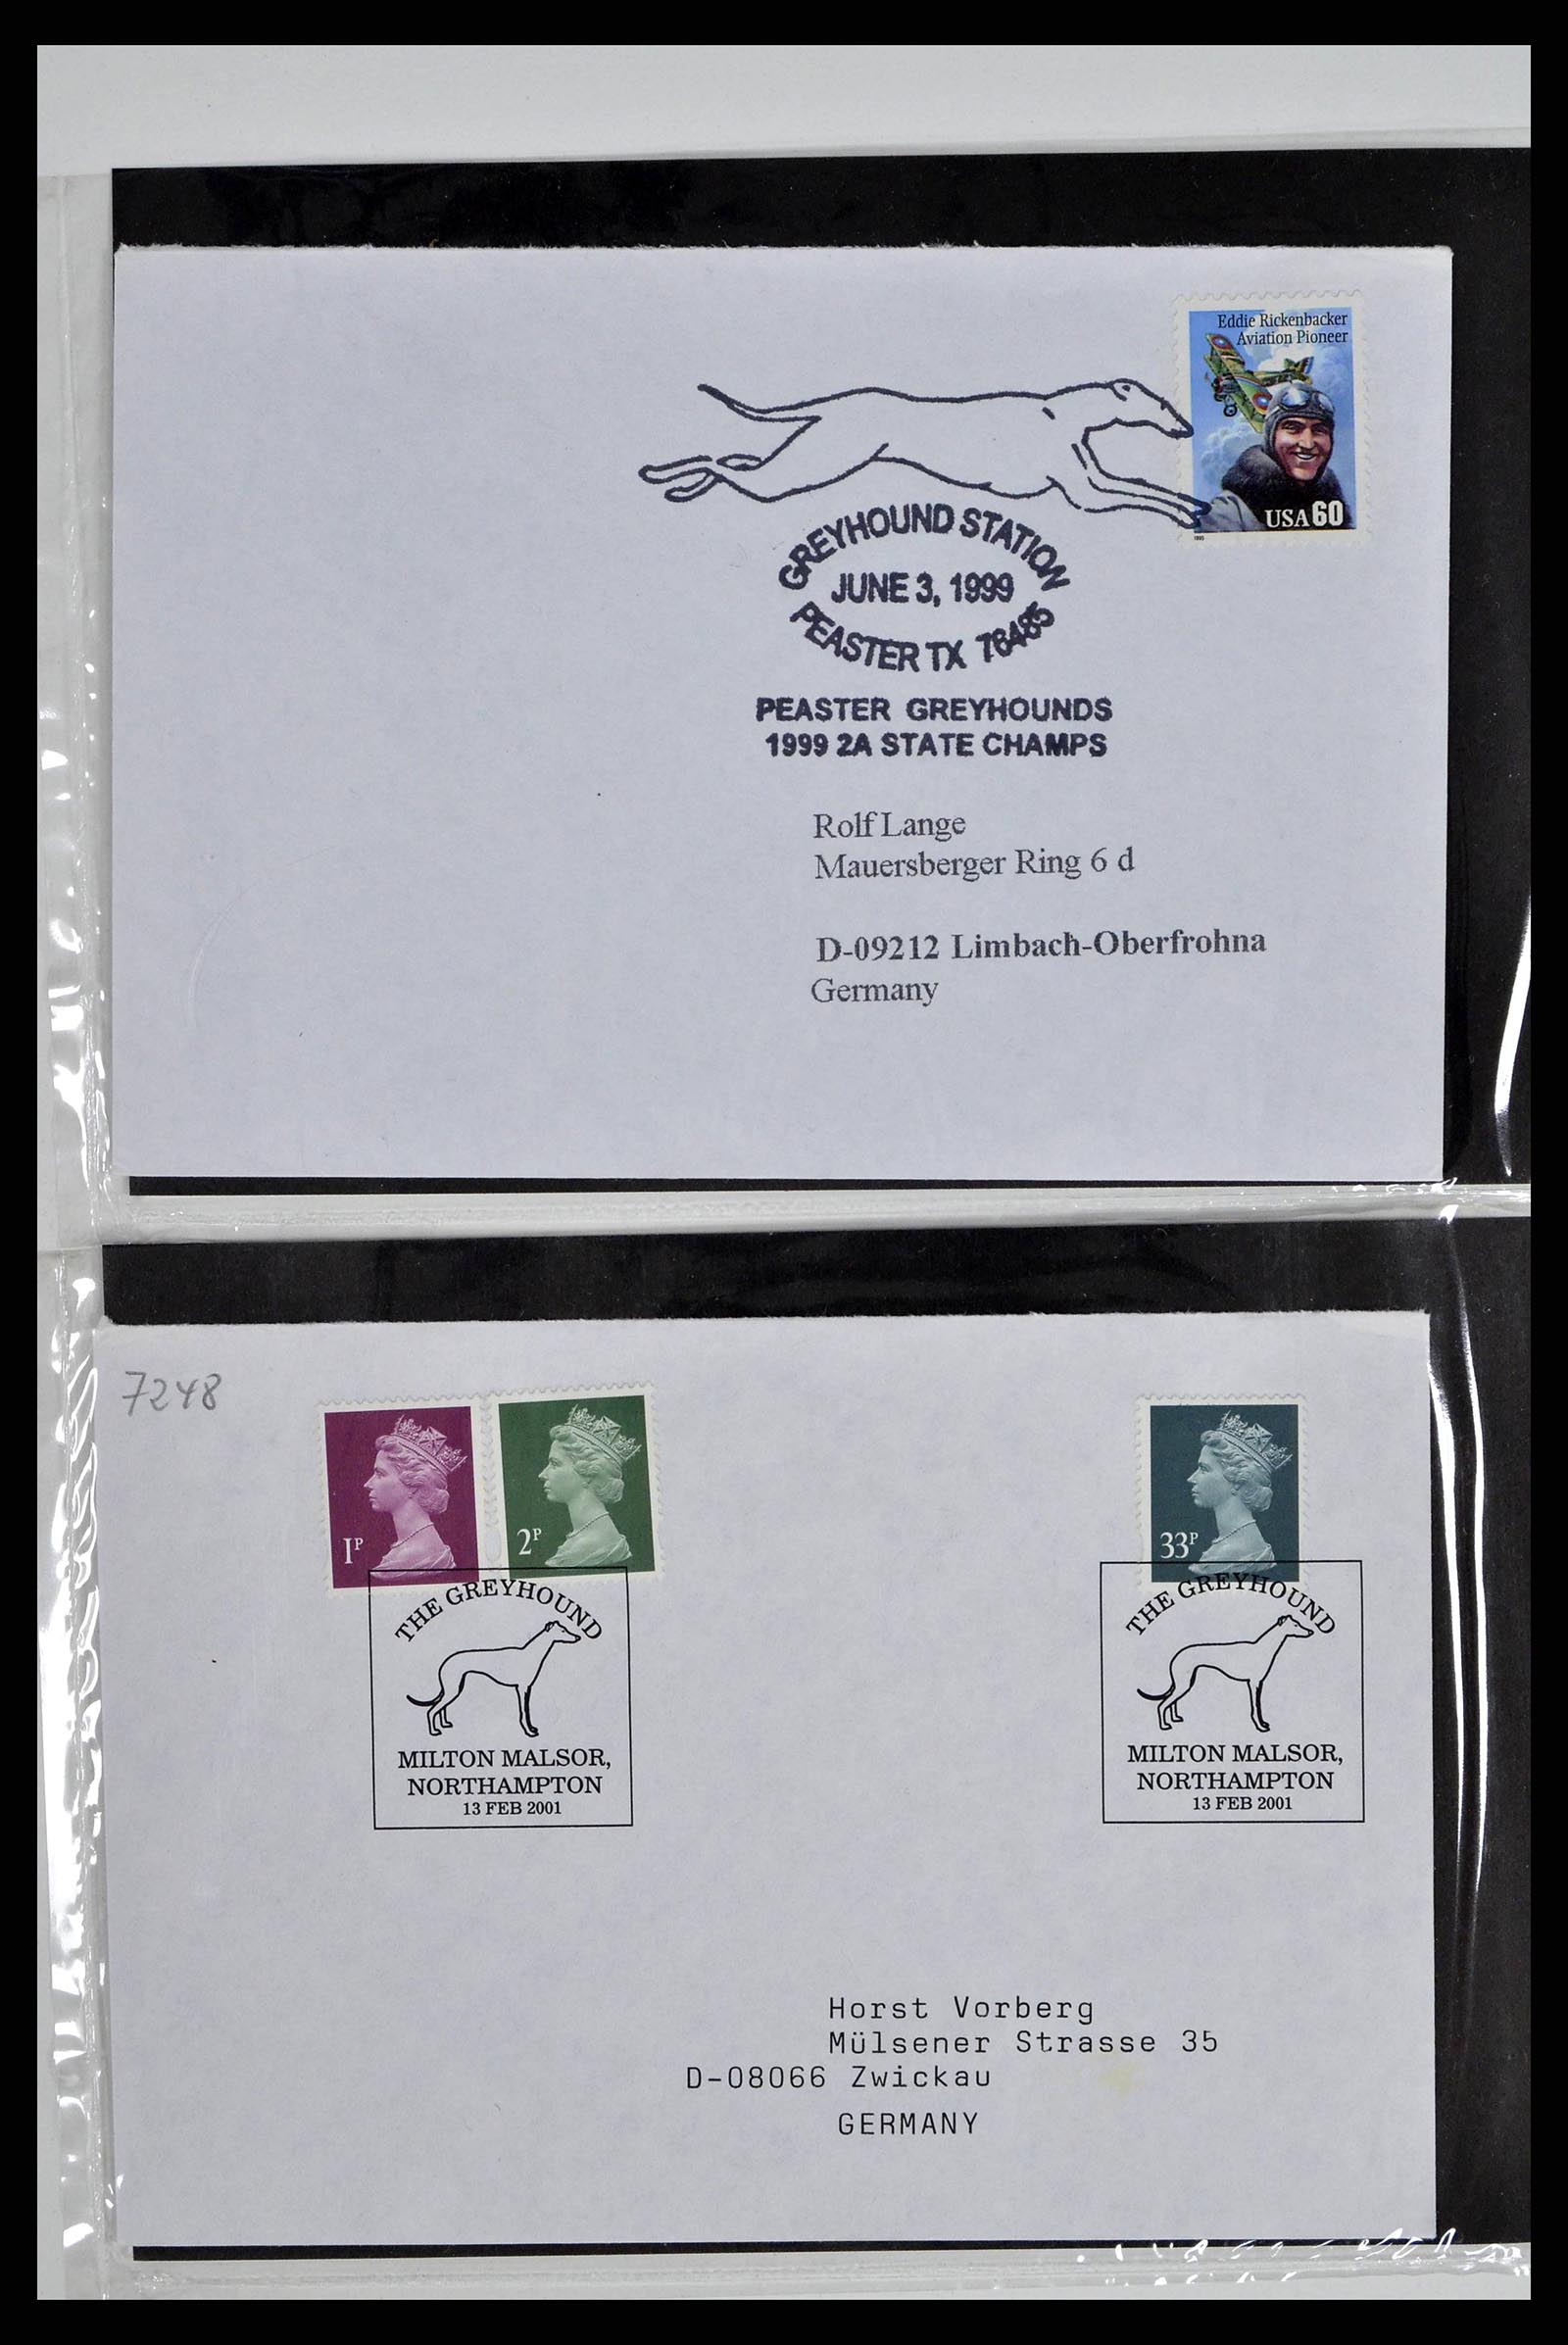 Eddie Rickenbacker
Aviation Pioneer
USA60
1995
GREYHOUND STATION
JUNE 3, 1999
PEASTER TX 76485
PEASTER GREYHOUNDS
1999 2A STATE CHAMPS
Rolf Lange
Mauersberger Ring 6 d
D-09212 Limbach-Oberfrohna
Germany
7248
1P
2P
33P
THE GREYHOUND
MILTON MALSOR,
NORTHAMPTON
13 FEB 2001
THE GREYHOUND
MILTON MALSOR,
NORTHAMPTON
13 FEB 2001
Horst Vorberg
Mülsener Strasse 35
D-08066 Zwickau
GERMANY